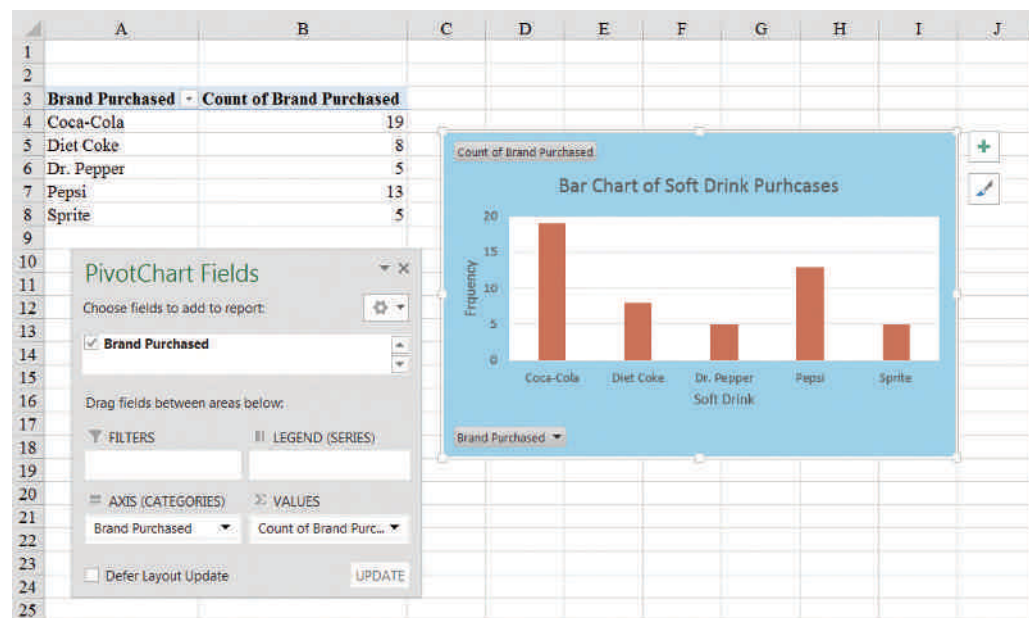 A B C D E F G H I J
1
2
3 Brand Purchased Count of Brand Purchased
4 Coca-Cola 19
5 Diet Coke 8
6 Dr. Pepper 5
7 Pepsi 13
8 Sprite 5
9
10
11
12
13
14
15
16
17
18
19
20
21
22
23
24
25
Count of Brand Purchased
Bar Chart of Soft Drink Purhcases
20
15
10
5
0
Frquency
Coca-Cola Diet Coke Dr. Pepper Pepsi Sprite
Soft Drink
Brand Purchased
PivotChart Fields
Choose fields to add to report:
Brand Purchased
Drag fields between areas below:
FILTERS LEGEND (SERIES)
AXIS (CATEGORIES) Σ VALUES
Brand Purchased Count of Brand Purc...
Defer Layout Update UPDATE